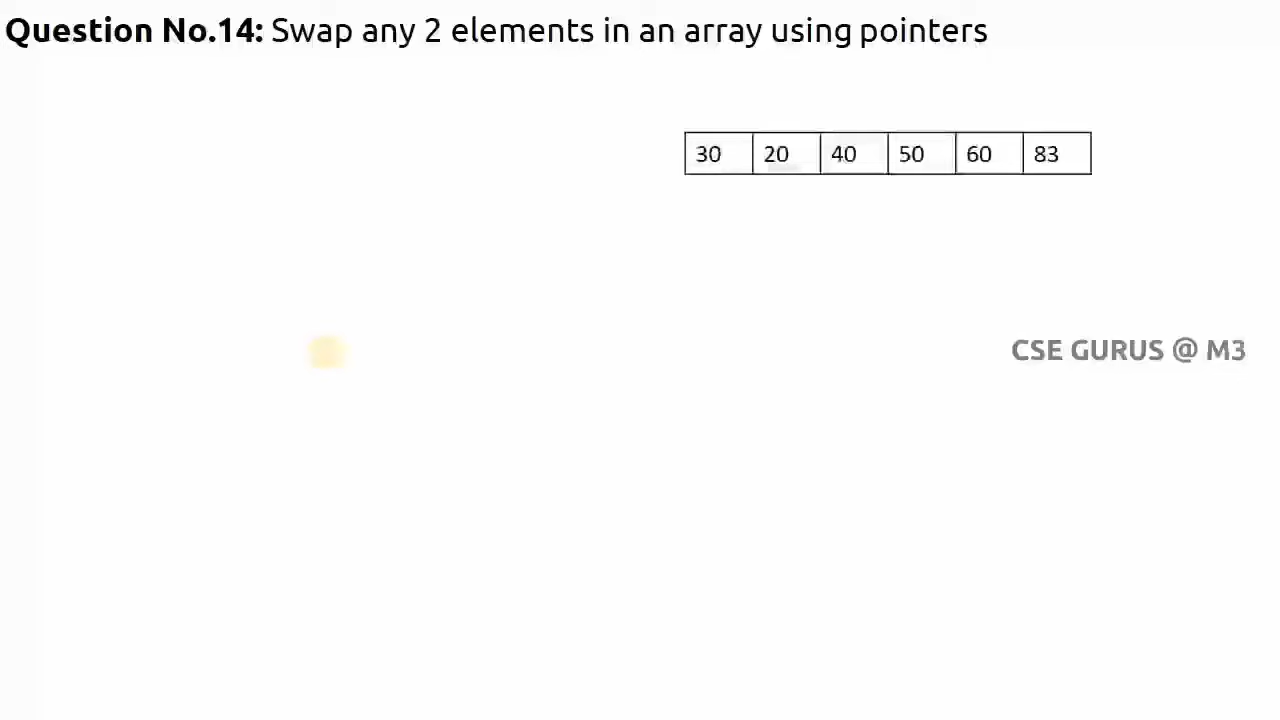 Question No.14: Swap any 2 elements in an array using pointers
30 20 40 50 60 83
CSE GURUS @ M3